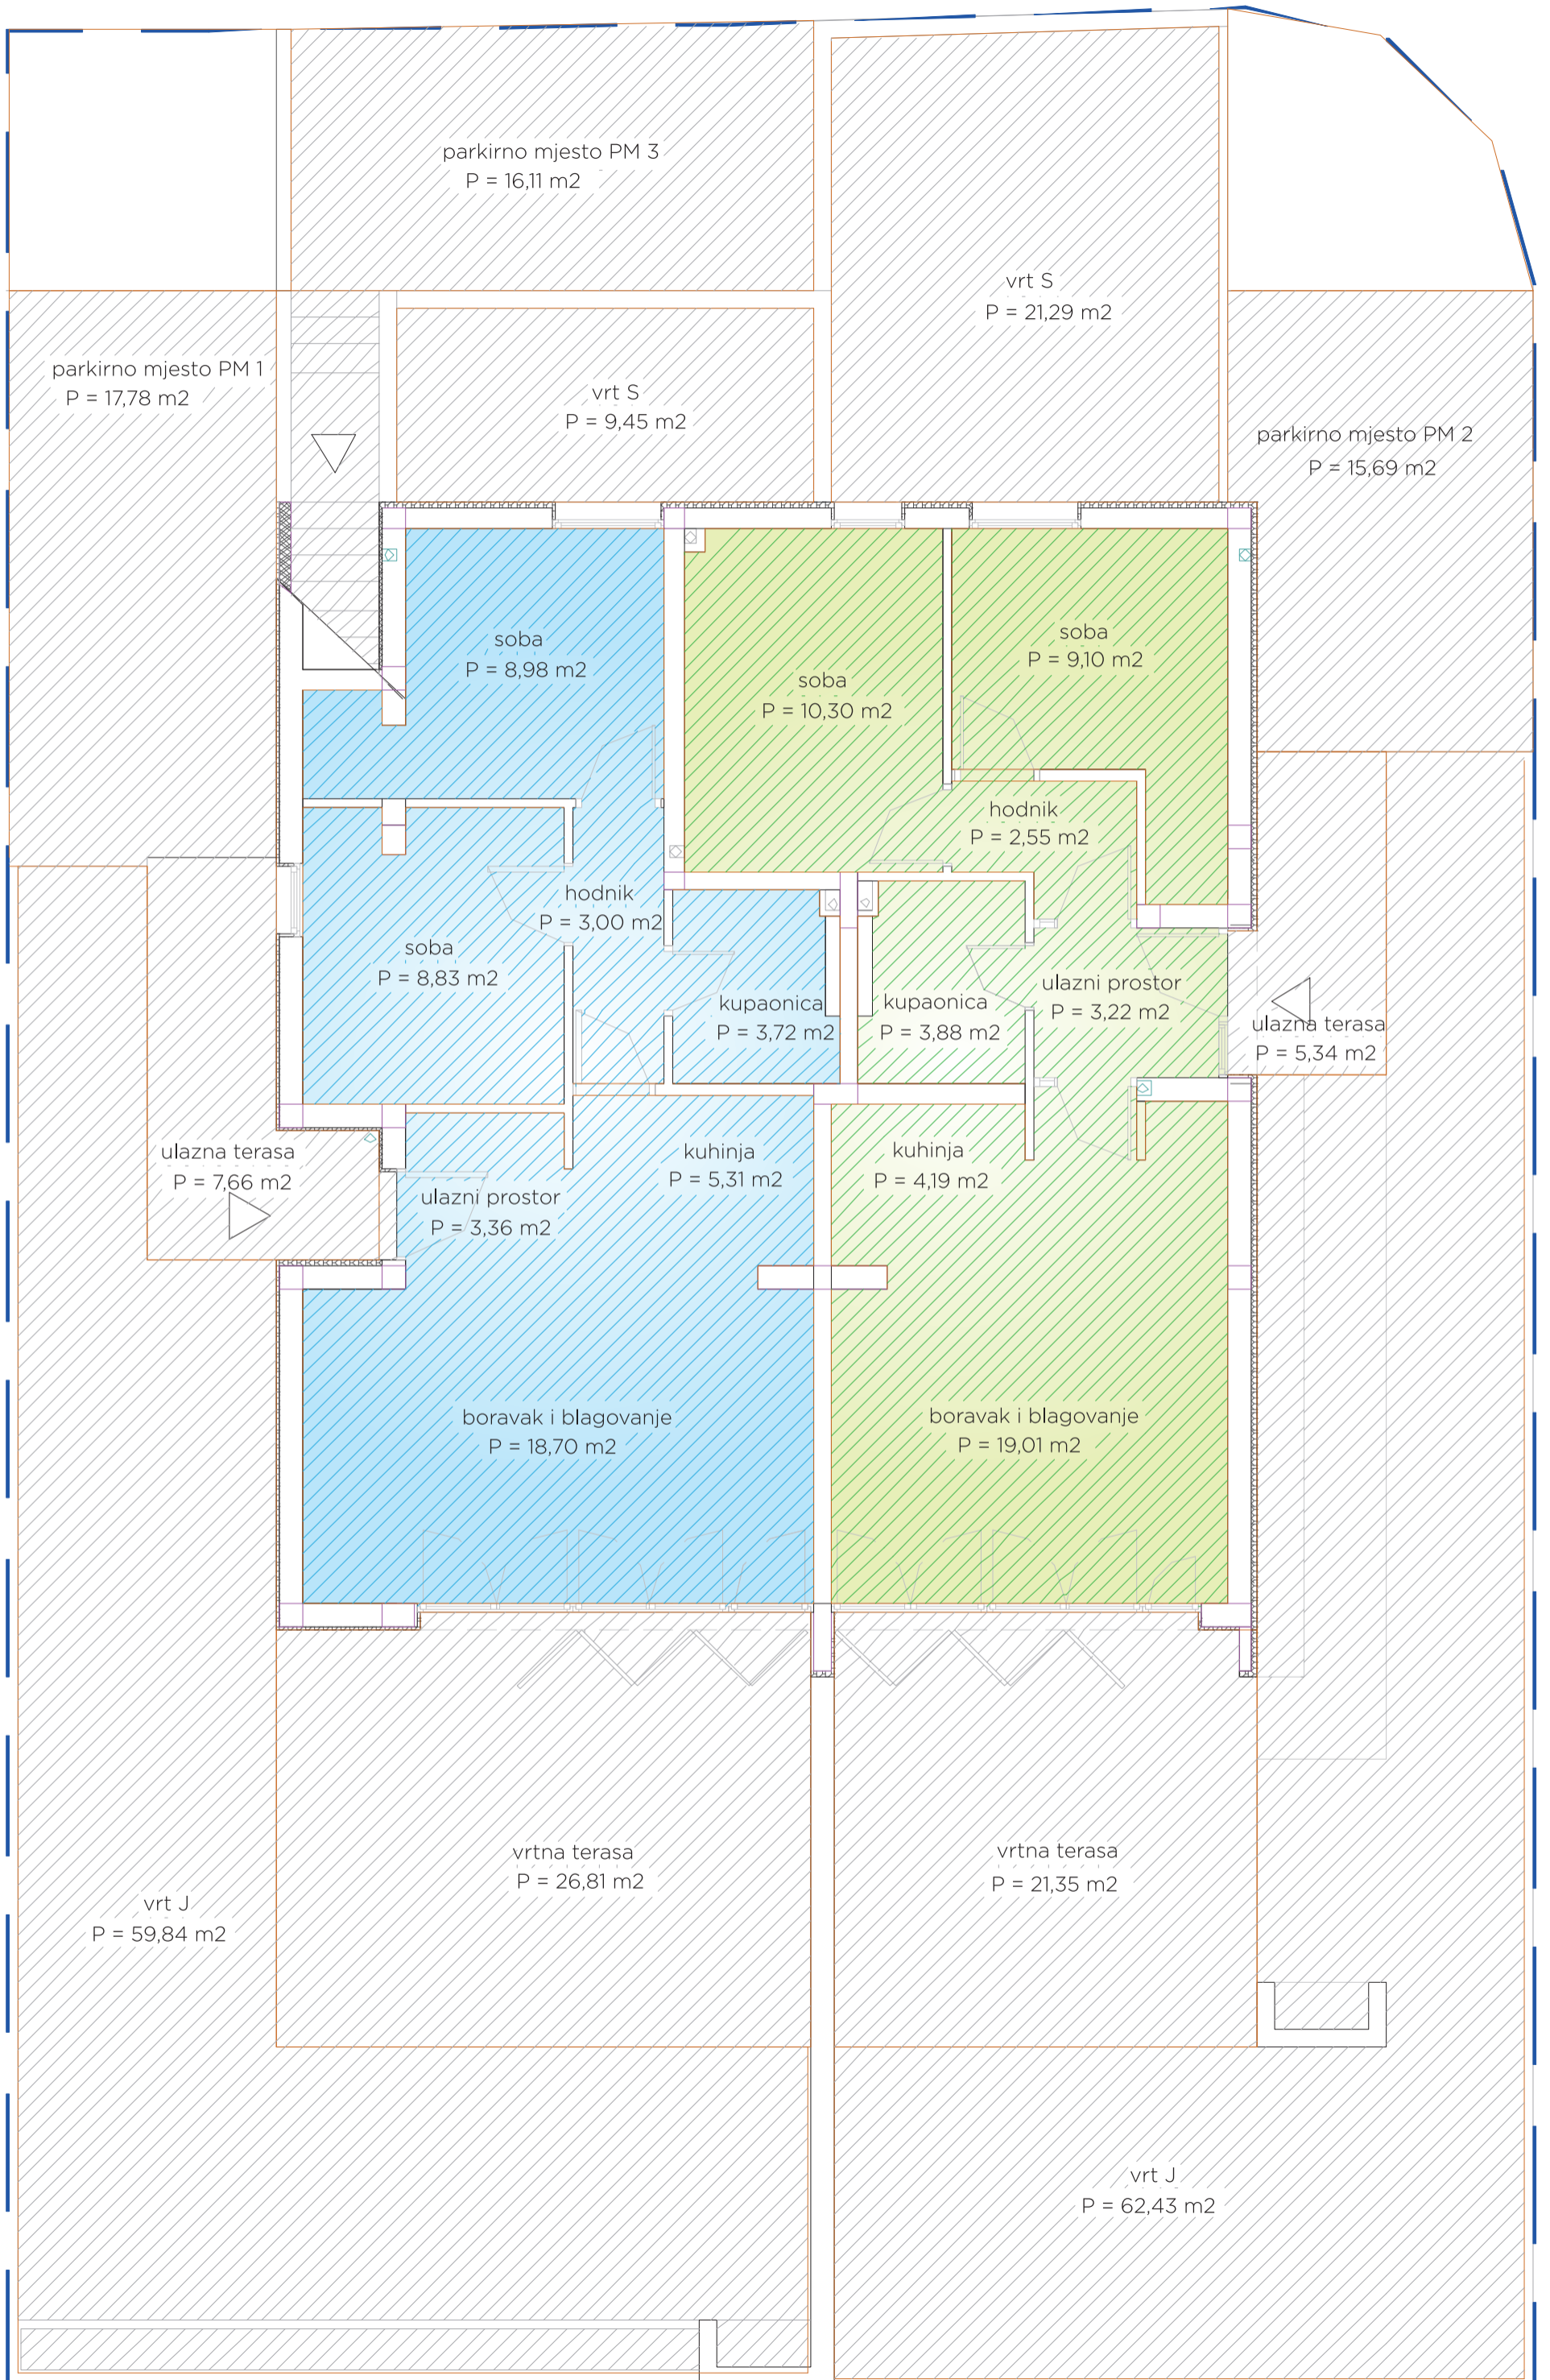 parkirno mjesto PM 3
P = 16,11 m2
vrt S
P = 21,29 m2
parkirno mjesto PM 1
P = 17,78 m2
vrt S
P = 9,45 m2
parkirno mjesto PM 2
P = 15,69 m2
soba
P = 8,98 m2
soba
P = 10,30 m2
soba
P = 9,10 m2
hodnik
P = 2,55 m2
hodnik
P = 3,00 m2
soba
P = 8,83 m2
kupaonica
P = 3,72 m2
kupaonica
P = 3,88 m2
ulazni prostor
P = 3,22 m2
ulazna terasa
P = 5,34 m2
ulazna terasa
P = 7,66 m2
ulazni prostor
P = 3,36 m2
kuhinja
P = 5,31 m2
kuhinja
P = 4,19 m2
boravak i blagovanje
P = 18,70 m2
boravak i blagovanje
P = 19,01 m2
vrtna terasa
P = 26,81 m2
vrtna terasa
P = 21,35 m2
vrt J
P = 59,84 m2
vrt J
P = 62,43 m2